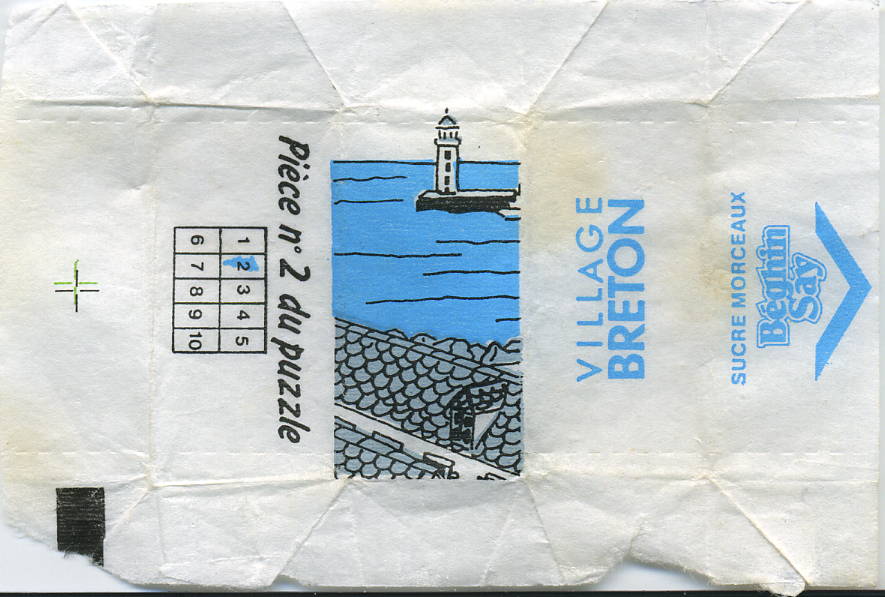 Pièce n° 2 du puzzle
1 2 3 4 5
6 7 8 9 10
VILLAGE
BRETON
SUCRE MORCEAUX
Béghin
Say